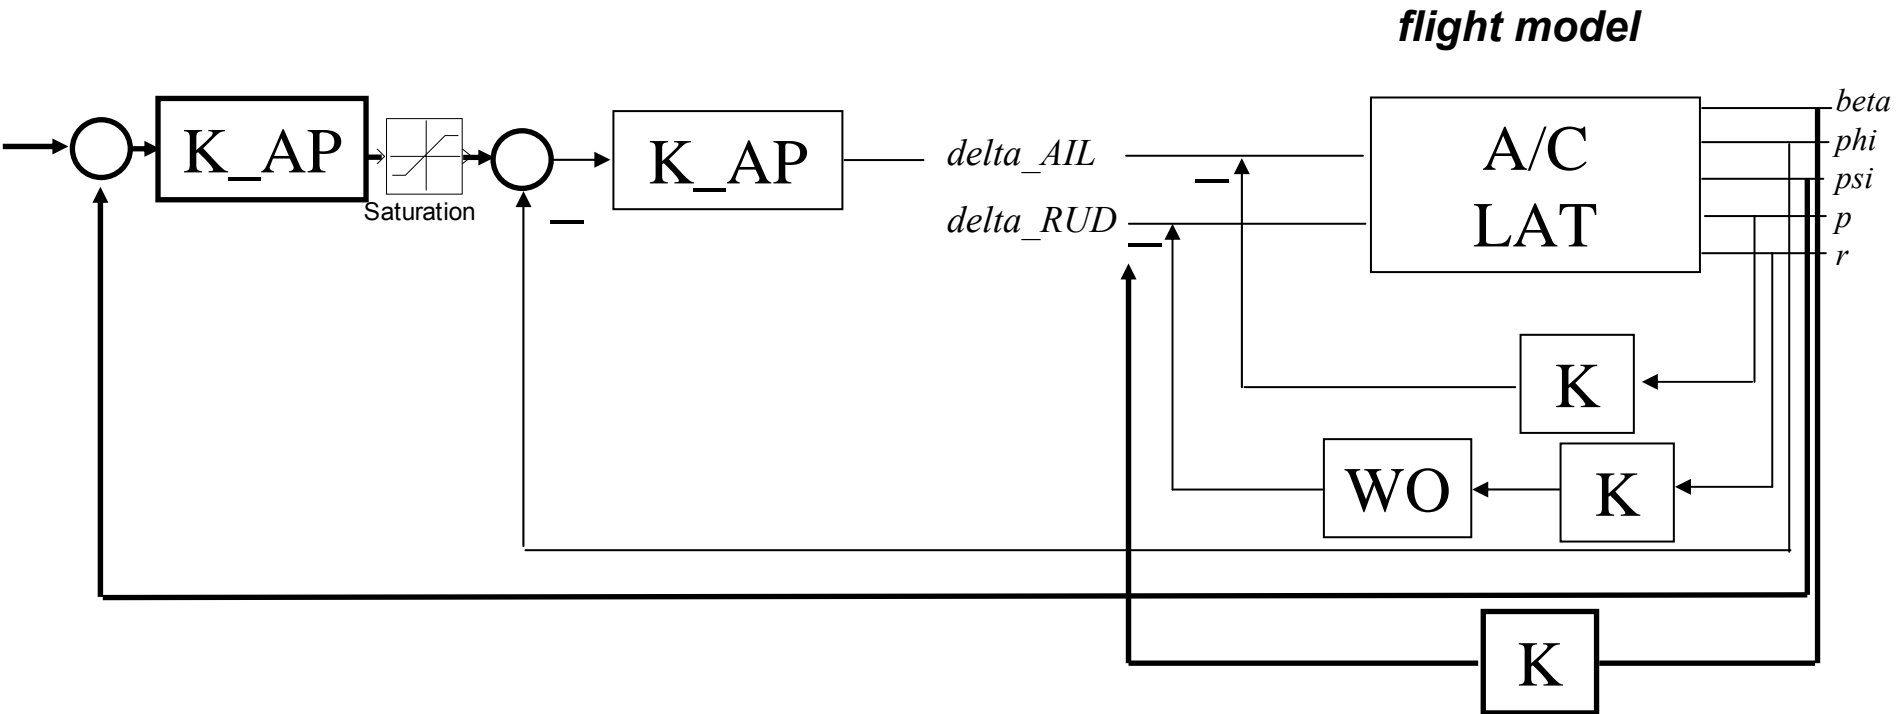 flight model
K_AP
Saturation
K_AP
delta_AIL
delta_RUD
A/C
LAT
beta
phi
psi
p
r
K
WO
K
K